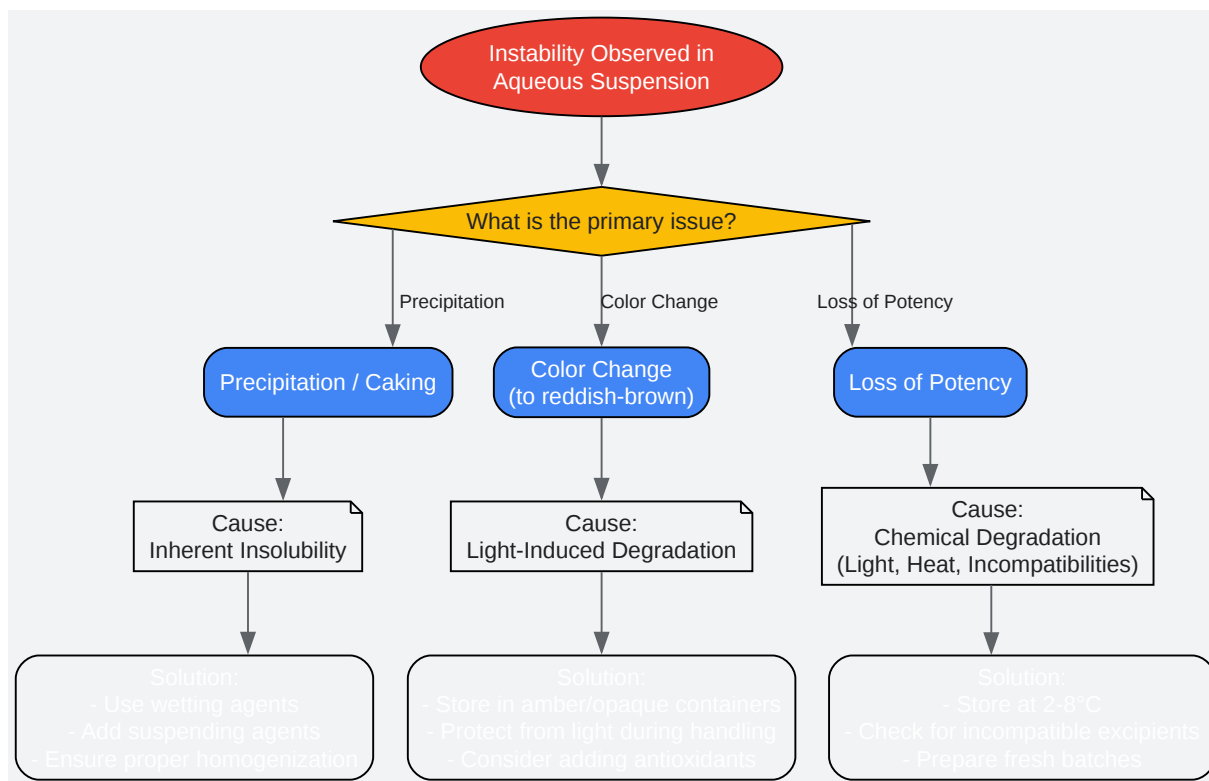 Instability Observed in
Aqueous Suspension
What is the primary issue?
Precipitation
Color Change
Loss of Potency
Precipitation / Caking
Color Change
(to reddish-brown)
Loss of Potency
Cause:
Inherent Insolubility
Cause:
Light-Induced Degradation
Cause:
Chemical Degradation
(Light, Heat, Incompatibilities)
Solution:
- Use wetting agents
- Add suspending agents
- Ensure proper homogenization
Solution:
- Store in amber/opaque containers
- Protect from light during handling
- Consider adding antioxidants
Solution:
- Store at 2-8°C
- Check for incompatible excipients
- Prepare fresh batches